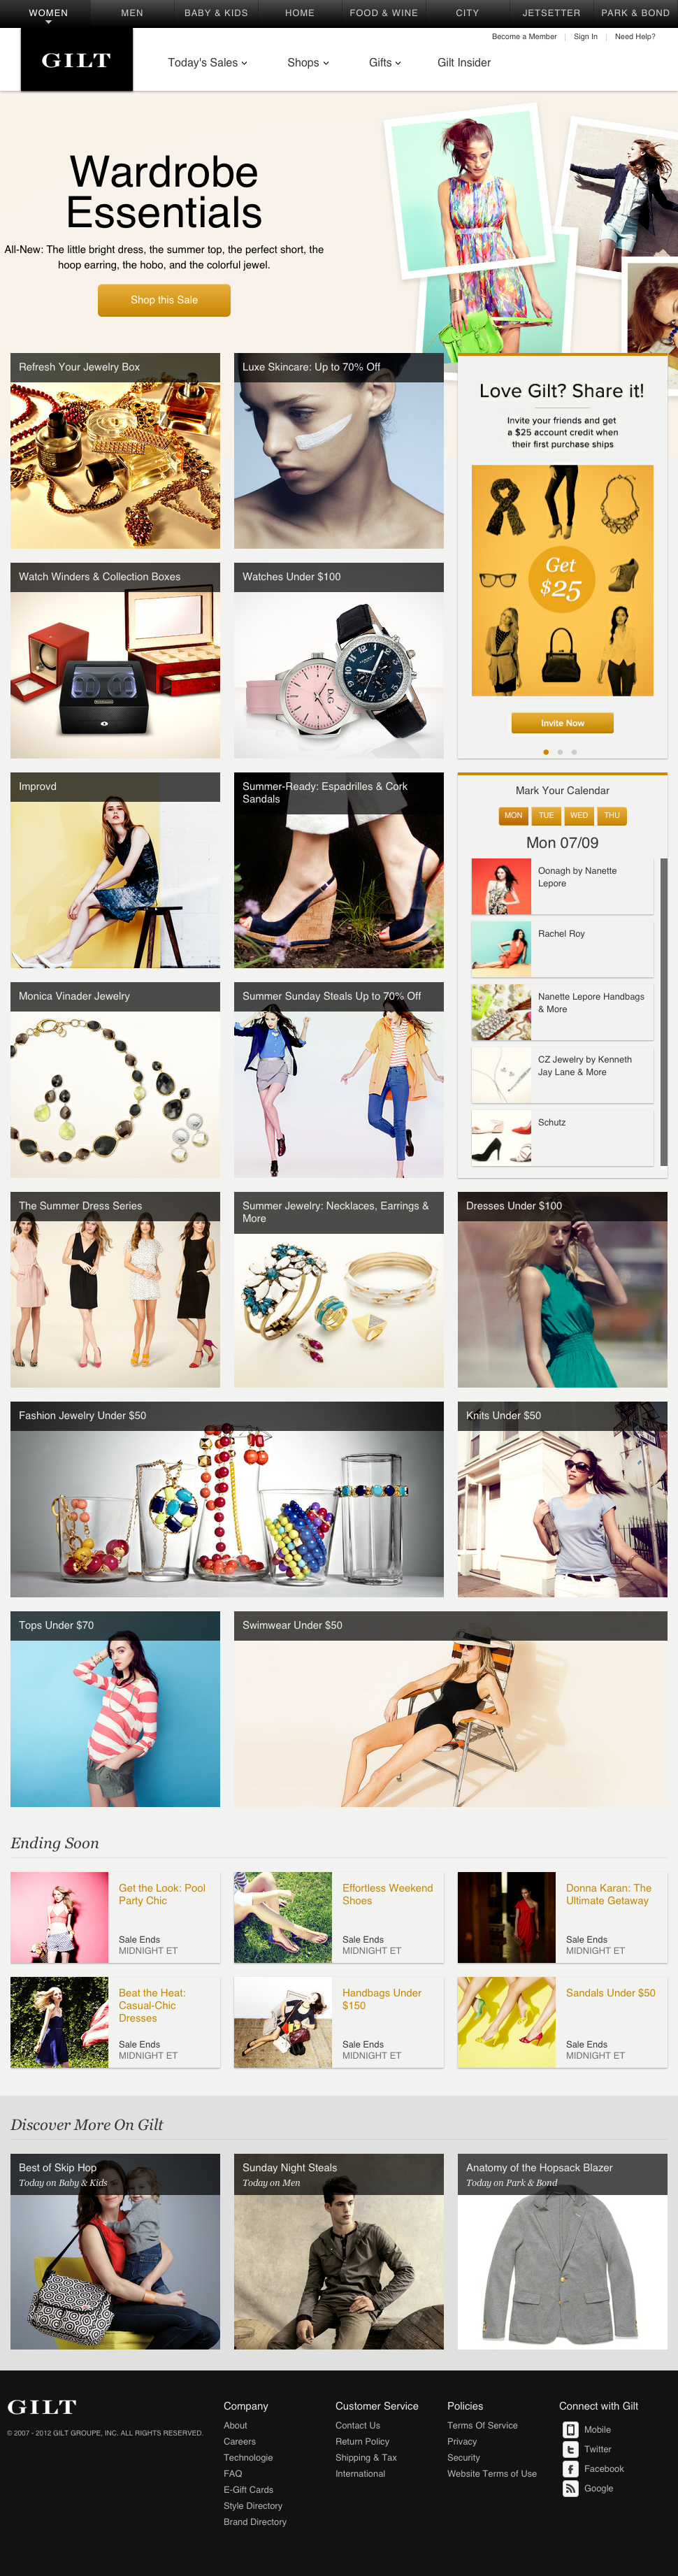 WOMEN
MEN
BABY & KIDS
HOME
FOOD & WINE
CITY
JETSETTER
PARK & BOND
Become a Member
Sign In
Need Help?
GILT
Today's Sales
Shops
Gifts
Gilt Insider
Wardrobe
Essentials
All-New: The little bright dress, the summer top, the perfect short, the
hoop earring, the hobo, and the colorful jewel.
Shop this Sale
Refresh Your Jewelry Box
Luxe Skincare: Up to 70% Off
Love Gilt? Share it!
Invite your friends and get
a $25 account credit when
their first purchase ships
Get
$25
Invite Now
Watch Winders & Collection Boxes
Watches Under $100
D&G
Improvd
Summer-Ready: Espadrilles & Cork
Sandals
Mark Your Calendar
MON
TUE
WED
THU
Mon 07/09
Oonagh by Nanette
Lepore
Rachel Roy
Nanette Lepore Handbags
& More
CZ Jewelry by Kenneth
Jay Lane & More
Schutz
Monica Vinader Jewelry
Summer Sunday Steals Up to 70% Off
The Summer Dress Series
Summer Jewelry: Necklaces, Earrings &
More
Dresses Under $100
Fashion Jewelry Under $50
Knits Under $50
Tops Under $70
Swimwear Under $50
Ending Soon
Get the Look: Pool
Party Chic
Sale Ends
MIDNIGHT ET
Effortless Weekend
Shoes
Sale Ends
MIDNIGHT ET
Donna Karan: The
Ultimate Getaway
Sale Ends
MIDNIGHT ET
Beat the Heat:
Casual-Chic
Dresses
Sale Ends
MIDNIGHT ET
Handbags Under
$150
Sale Ends
MIDNIGHT ET
Sandals Under $50
Sale Ends
MIDNIGHT ET
Discover More On Gilt
Best of Skip Hop
Today on Baby & Kids
Sunday Night Steals
Today on Men
Anatomy of the Hopsack Blazer
Today on Park & Bond
GILT
© 2007 - 2012 GILT GROUPE, INC. ALL RIGHTS RESERVED.
Company
About
Careers
Technologie
FAQ
E-Gift Cards
Style Directory
Brand Directory
Customer Service
Contact Us
Return Policy
Shipping & Tax
International
Policies
Terms Of Service
Privacy
Security
Website Terms of Use
Connect with Gilt
Mobile
Twitter
Facebook
Google